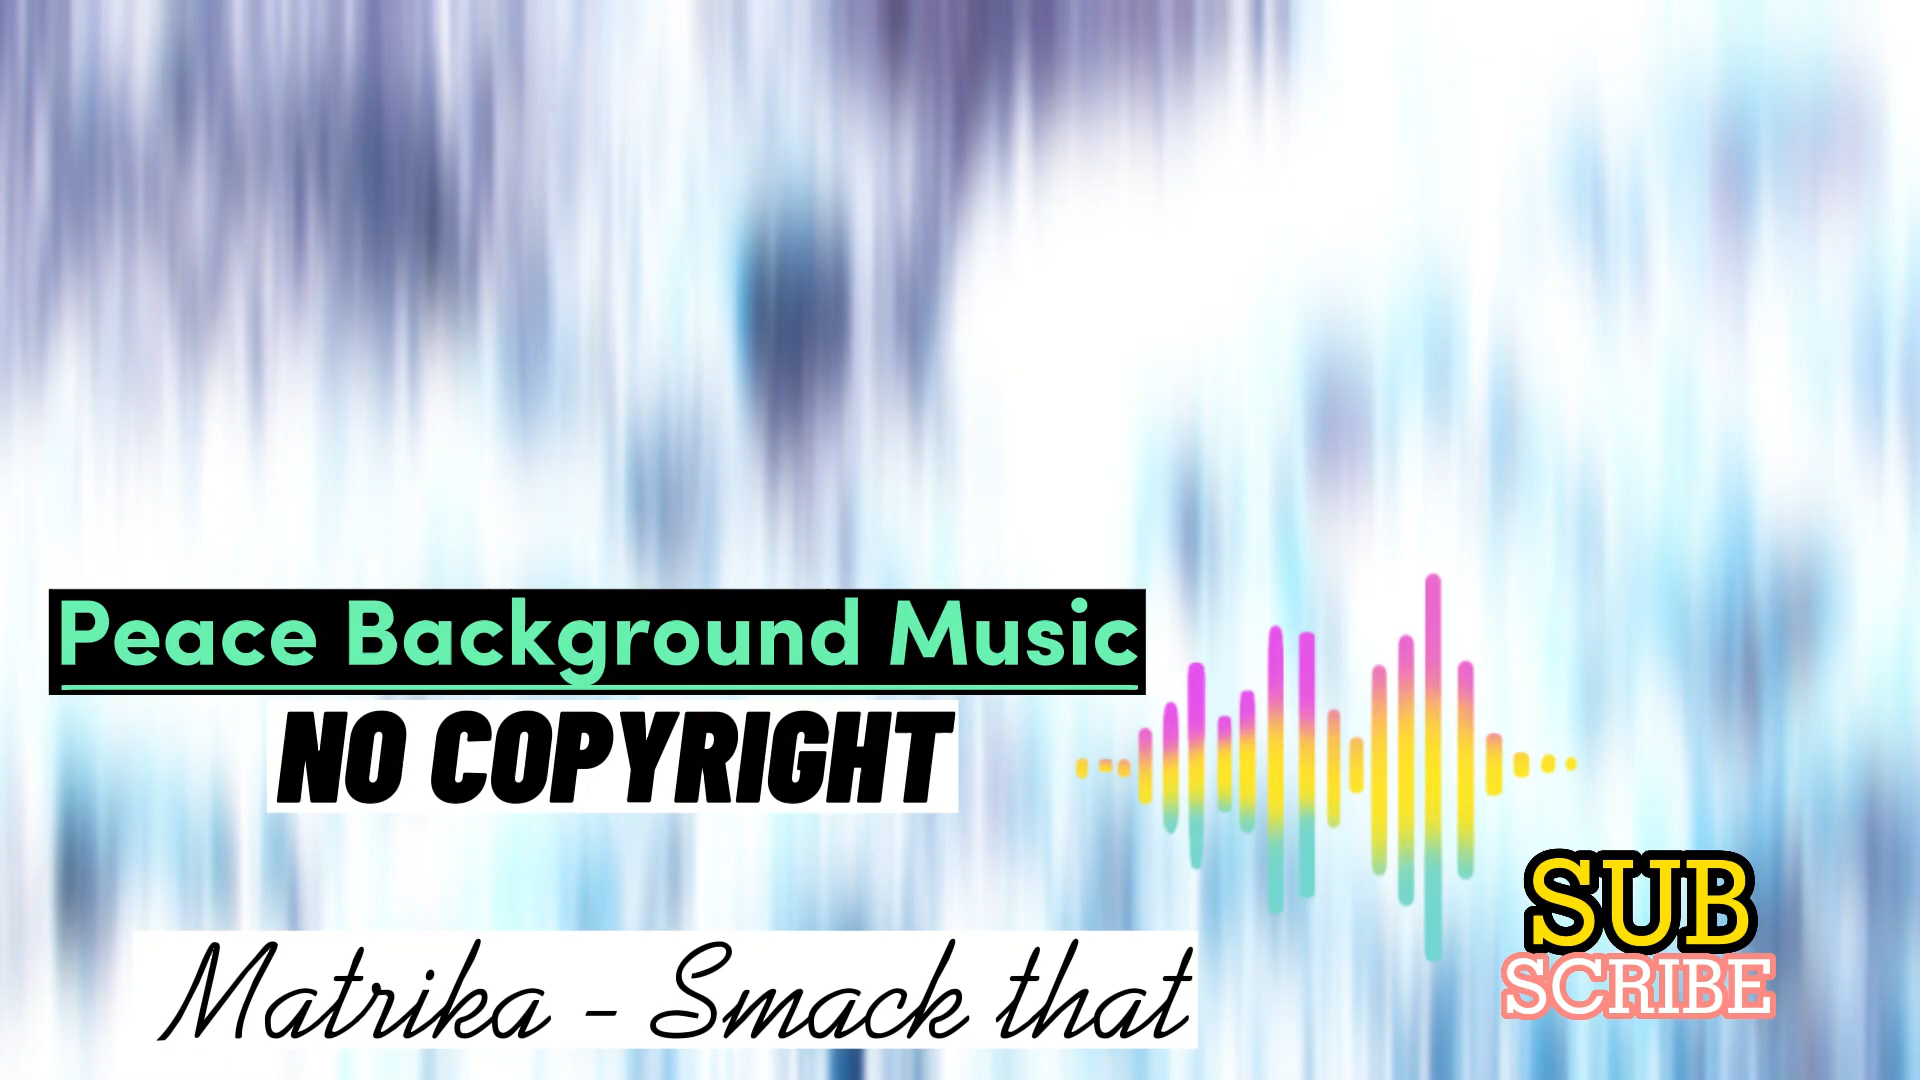 Peace Background Music
NO COPYRIGHT
Matrika - Smack that
SUB
SCRIBE